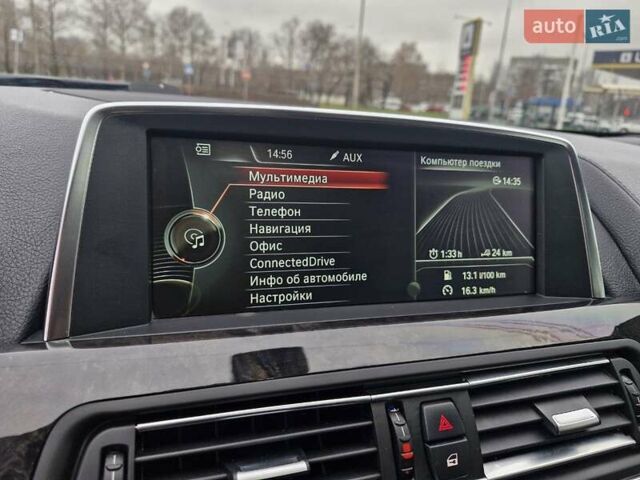 auto RIA
.com
14:56 AUX
Мультимедиа
Радио
Телефон
Навигация
Офис
ConnectedDrive
Инфо об автомобиле
Настройки
Компьютер поездки
14:35
1:33 h 24 km
13.1 l/100 km
16.3 km/h